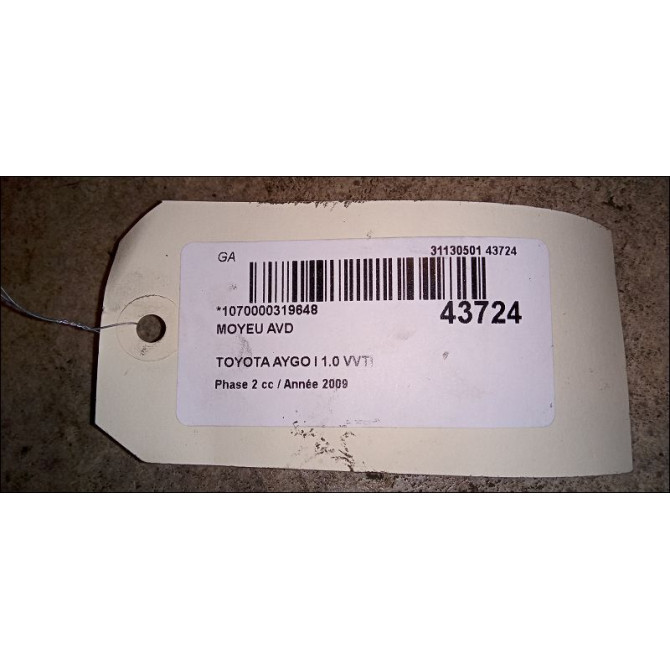 GA 31130501 43724
*1070000319648 43724
MOYEU AVD
TOYOTA AYGO I 1.0 VVTI
Phase 2 cc / Année 2009